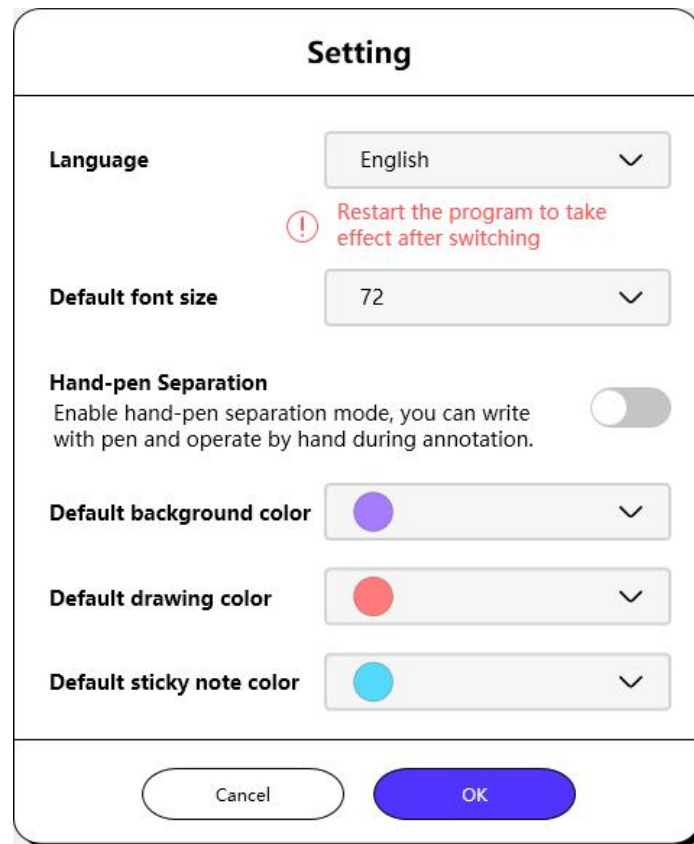 Setting
Language
English
Restart the program to take
effect after switching
Default font size
72
Hand-pen Separation
Enable hand-pen separation mode, you can write
with pen and operate by hand during annotation.
Default background color
Default drawing color
Default sticky note color
Cancel
OK